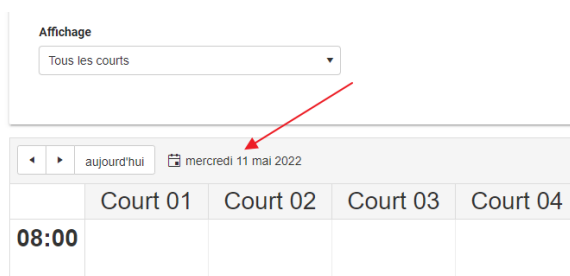 Affichage
Tous les courts
aujourd'hui mercredi 11 mai 2022
Court 01 Court 02 Court 03 Court 04
08:00